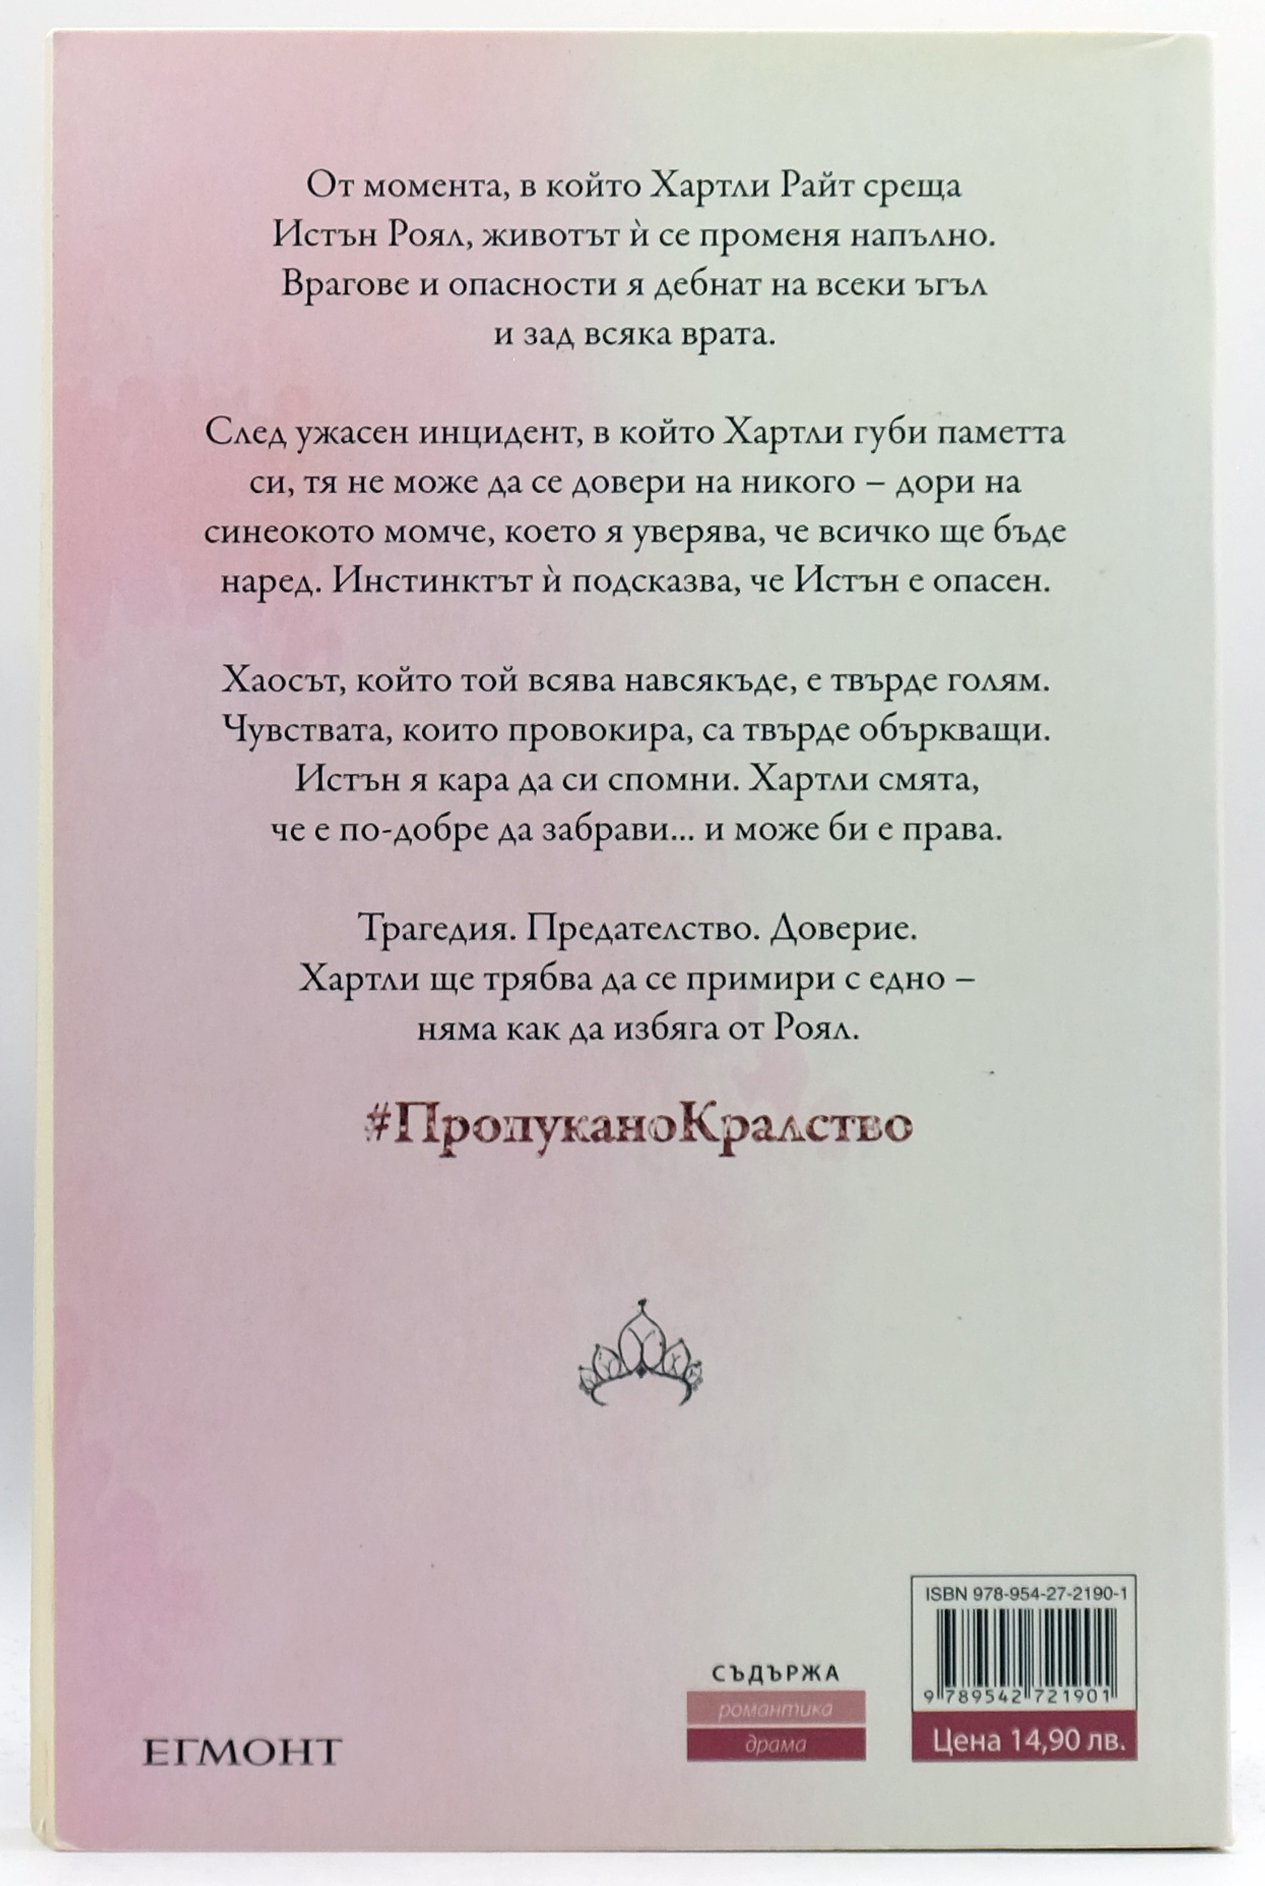 От момента, в който Хартли Райт среща
Истън Роял, животът ѝ се променя напълно.
Врагове и опасности я дебнат на всеки ъгъл
и зад всяка врата.
След ужасен инцидент, в който Хартли губи паметта
си, тя не може да се довери на никого – дори на
синеокото момче, което я уверява, че всичко ще бъде
наред. Инстинктът ѝ подсказва, че Истън е опасен.
Хаосът, който той всява навсякъде, е твърде голям.
Чувствата, които провокира, са твърде объркващи.
Истън я кара да си спомни. Хартли смята,
че е по-добре да забрави... и може би е права.
Трагедия. Предателство. Доверие.
Хартли ще трябва да се примири с едно –
няма как да избяга от Роял.
#ПропуканоКралство
ISBN 978-954-27-2190-1
9 789542 721901
Цена 14,90 лв.
СЪДЪРЖА
романтика
драма
ЕГМОНТ